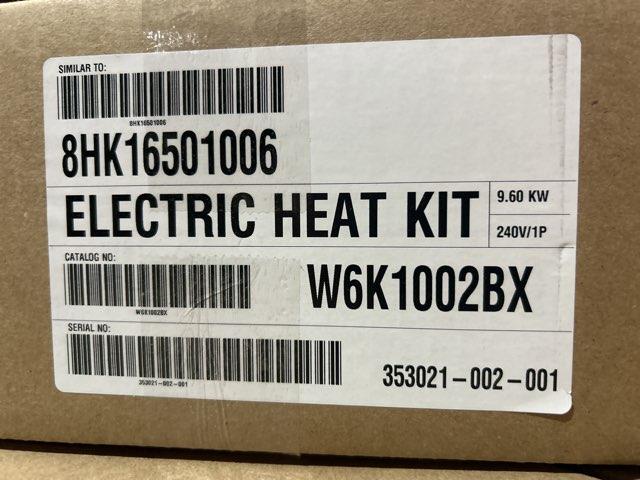 SIMILAR TO:
8HK16501006
8HK16501006
ELECTRIC HEAT KIT
9.60 KW
240V/1P
CATALOG NO:
W6K1002BX
W6K1002BX
SERIAL NO:
353021-002-001
353021-002-001